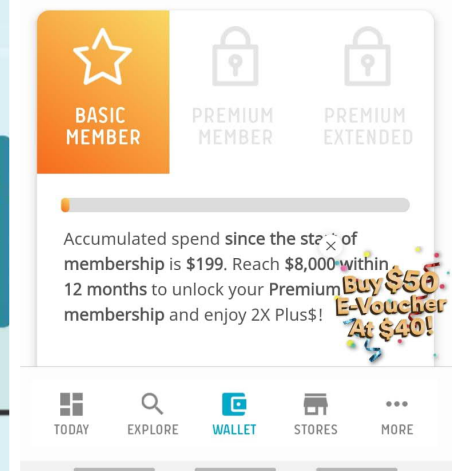 BASIC
MEMBER
PREMIUM
MEMBER
PREMIUM
EXTENDED
Accumulated spend since the start of
membership is $199. Reach $8,000 within
12 months to unlock your Premium
membership and enjoy 2X Plus$!
Buy $50
E-Voucher
At $40!
TODAY
EXPLORE
WALLET
STORES
MORE